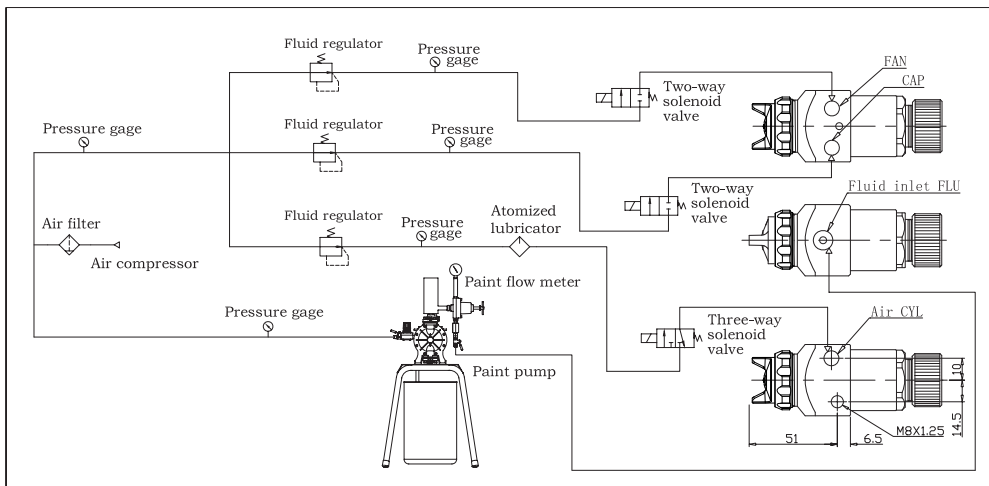 Fluid regulator
Pressure
gage
FAN
CAP
Two-way
solenoid
valve
Pressure gage
Fluid regulator
Pressure
gage
Two-way
solenoid
valve
Fluid inlet FLU
Air filter
Air compressor
Fluid regulator
Pressure
gage
Atomized
lubricator
Paint flow meter
Pressure gage
Three-way
solenoid
valve
Air CYL
Paint pump
10
14.5
M8X1.25
51
6.5